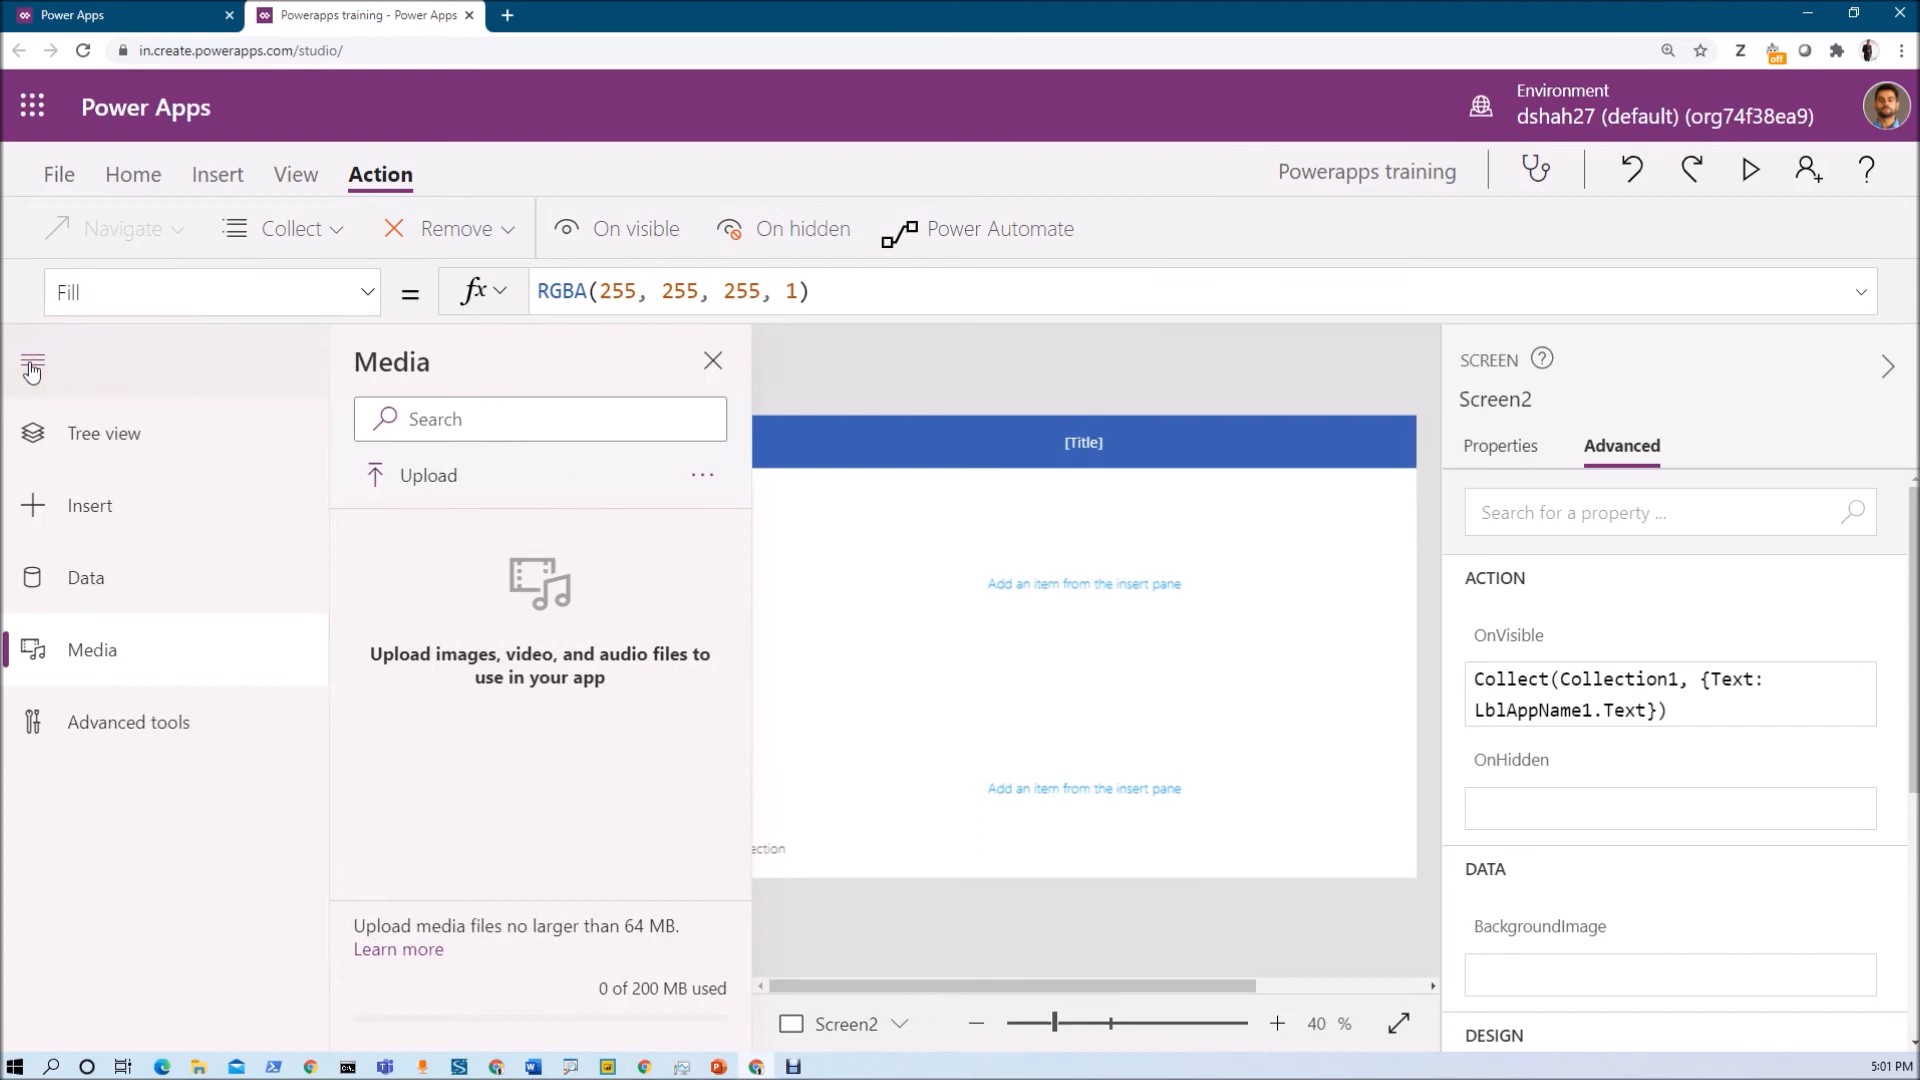 Power Apps
Powerapps training - Power Apps
in.create.powerapps.com/studio/
Z
off
Power Apps
Environment
dshah27 (default) (org74f38ea9)
File Home Insert View Action
Powerapps training
Navigate Collect Remove On visible On hidden Power Automate
Fill = fx RGBA(255, 255, 255, 1)
Tree view
Insert
Data
Media
Advanced tools
Media
Search
Upload
Upload images, video, and audio files to
use in your app
Upload media files no larger than 64 MB.
Learn more
0 of 200 MB used
[Title]
Add an item from the insert pane
Add an item from the insert pane
ection
Screen2
40 %
SCREEN
Screen2
Properties Advanced
Search for a property ...
ACTION
OnVisible
Collect(Collection1, {Text:
LblAppName1.Text})
OnHidden
DATA
BackgroundImage
DESIGN
5:01 PM